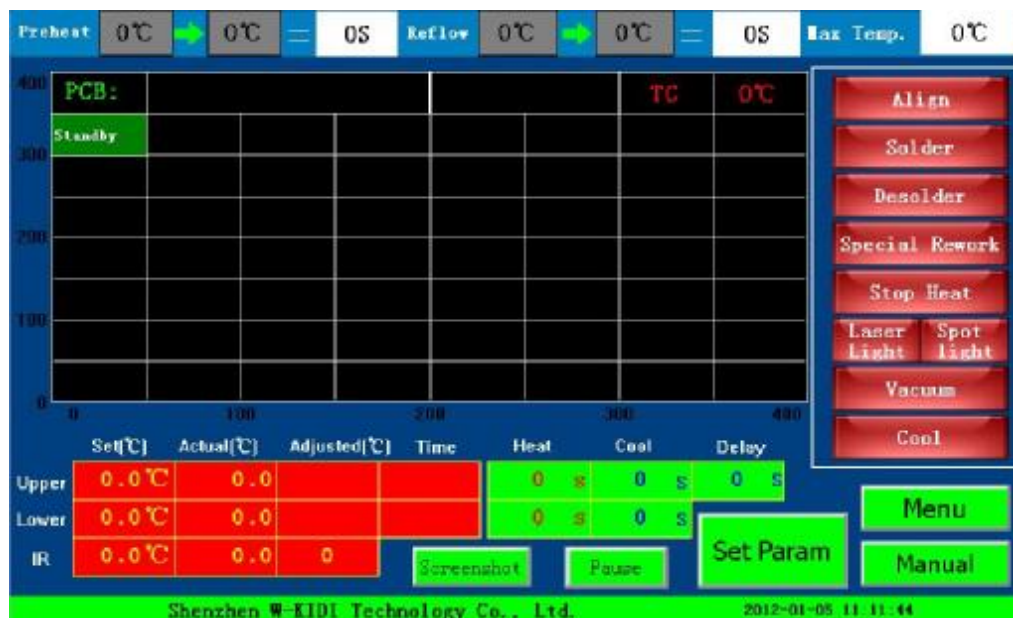 Preheat 0℃ 0℃ = 0S Reflow 0℃ 0℃ = 0S Max Temp. 0℃
400 PCB: TC 0℃
Align
Standby
300
Solder
Desolder
200
Special Rework
Stop Heat
100
Laser Light Spot light
Vacuum
0
0 100 200 300 400
Cool
Set(℃) Actual(℃) Adjusted(℃) Time Heat Cool Delay
Upper 0.0℃ 0.0 0 s 0 S 0 S
Lower 0.0℃ 0.0 0 s 0 S
IR 0.0℃ 0.0 0
Screenshot Pause Set Param
Menu
Manual
Shenzhen W-KIDI Technology Co., Ltd. 2012-01-05 11:11:44